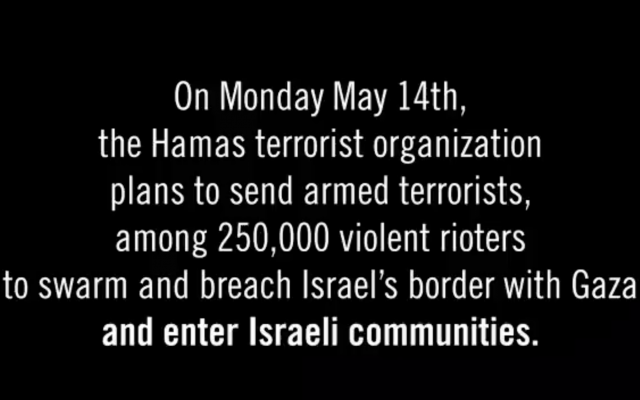 On Monday May 14th,
the Hamas terrorist organization
plans to send armed terrorists,
among 250,000 violent rioters
to swarm and breach Israel's border with Gaza
and enter Israeli communities.